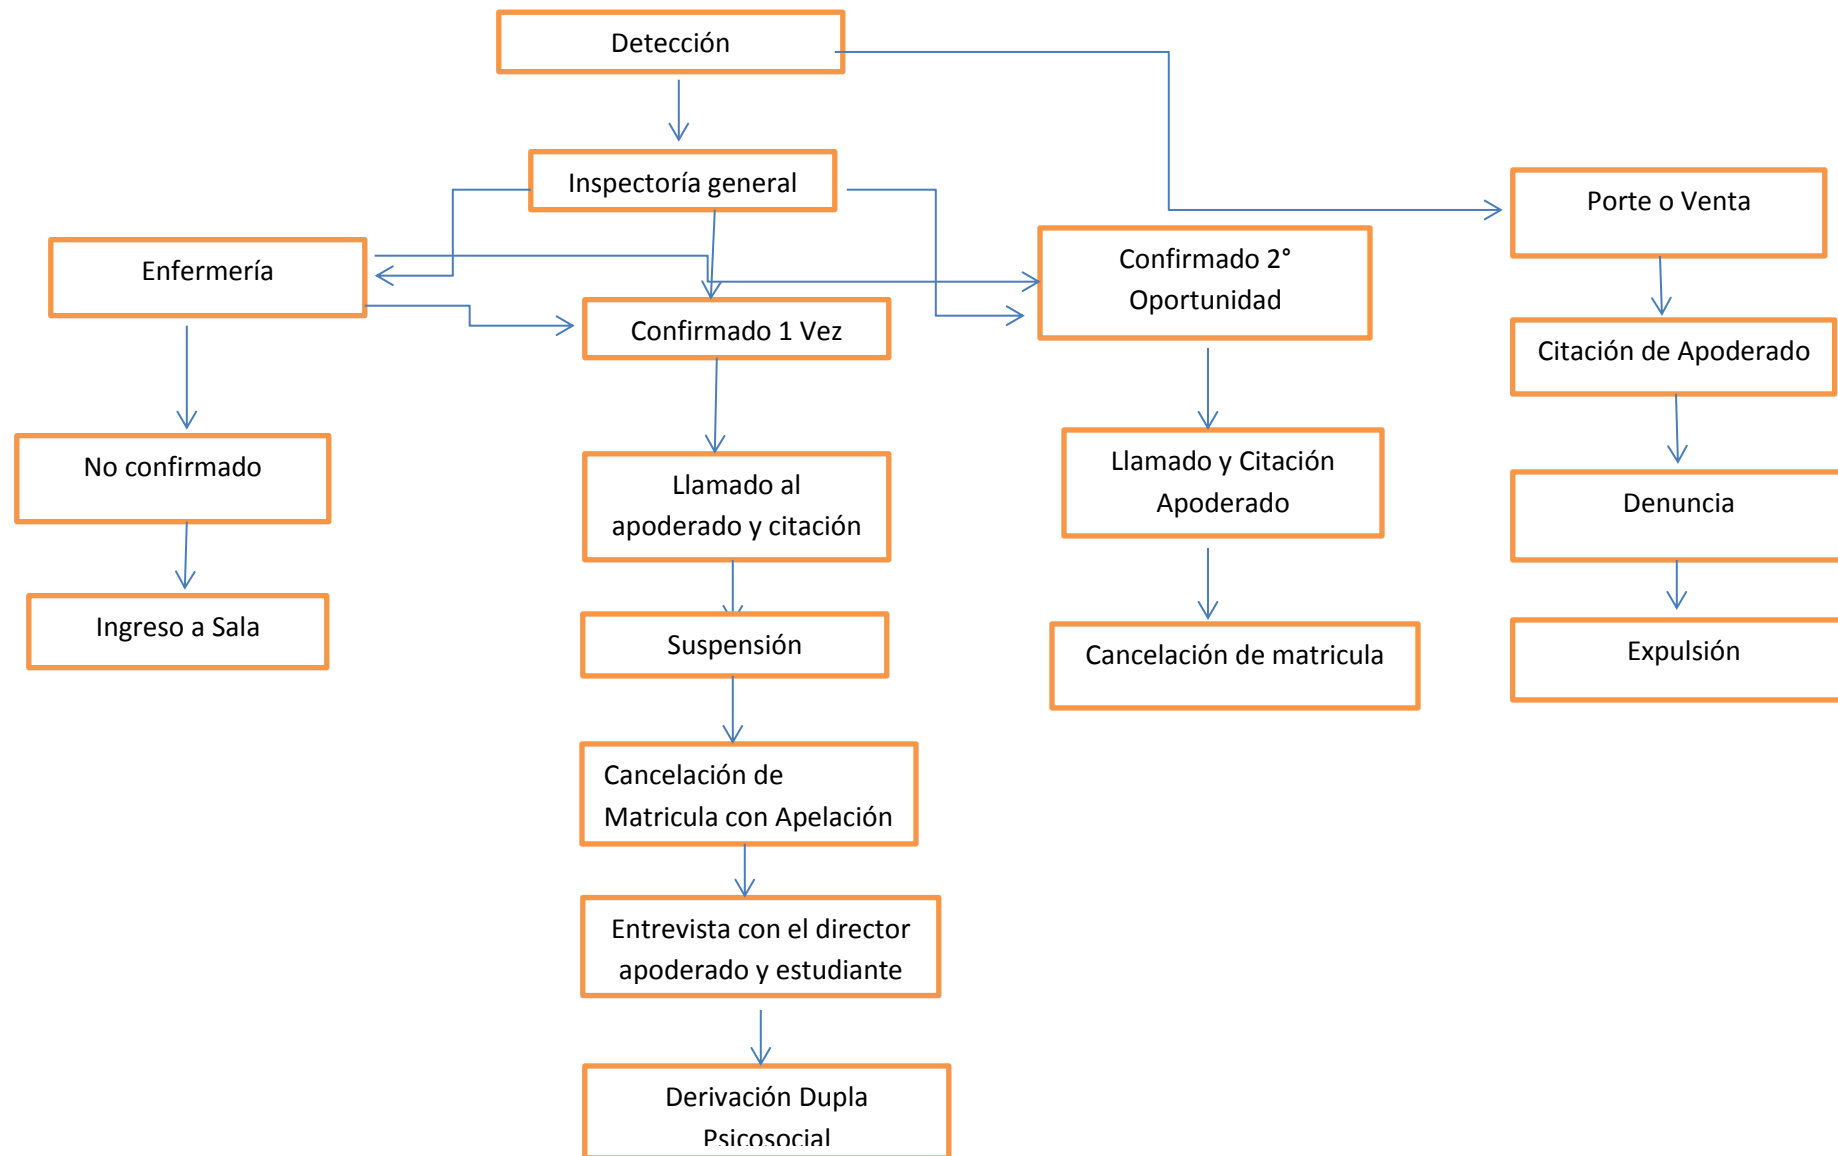 Detección
Inspectoría general
Porte o Venta
Enfermería
Confirmado 2°
Oportunidad
Confirmado 1 Vez
Citación de Apoderado
No confirmado
Llamado al
apoderado y citación
Llamado y Citación
Apoderado
Denuncia
Ingreso a Sala
Suspensión
Cancelación de matricula
Expulsión
Cancelación de
Matricula con Apelación
Entrevista con el director
apoderado y estudiante
Derivación Dupla
Psicosocial